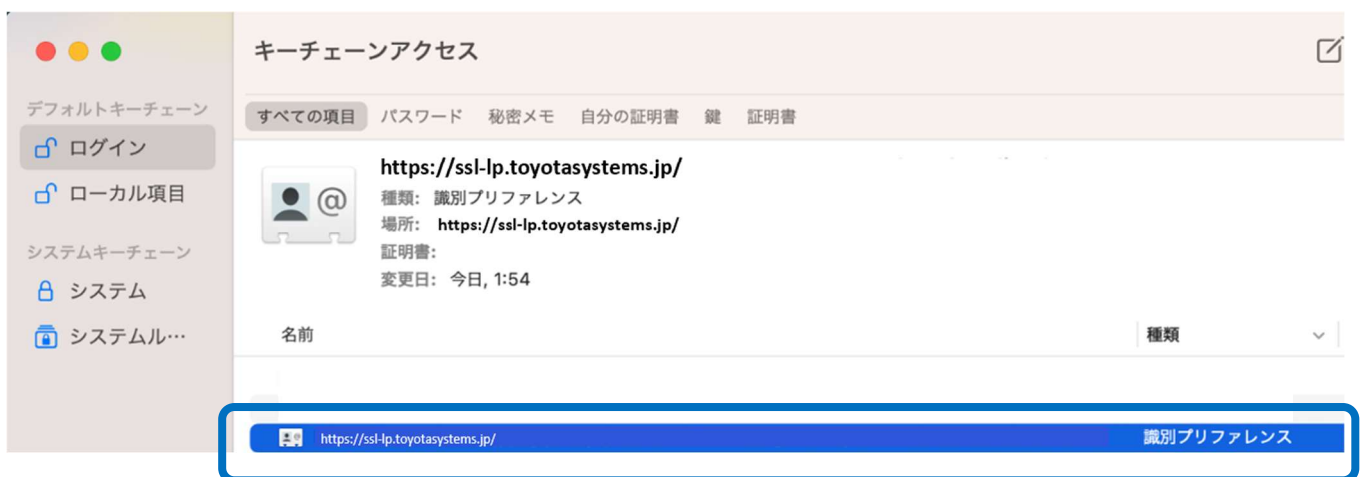 キーチェーンアクセス
デフォルトキーチェーン
ログイン
ローカル項目
システムキーチェーン
システム
システムル…
すべての項目 パスワード 秘密メモ 自分の証明書 鍵 証明書
https://ssl-lp.toyotasystems.jp/
種類: 識別プリファレンス
場所: https://ssl-lp.toyotasystems.jp/
証明書:
変更日: 今日, 1:54
名前 種類
https://ssl-lp.toyotasystems.jp/ 識別プリファレンス